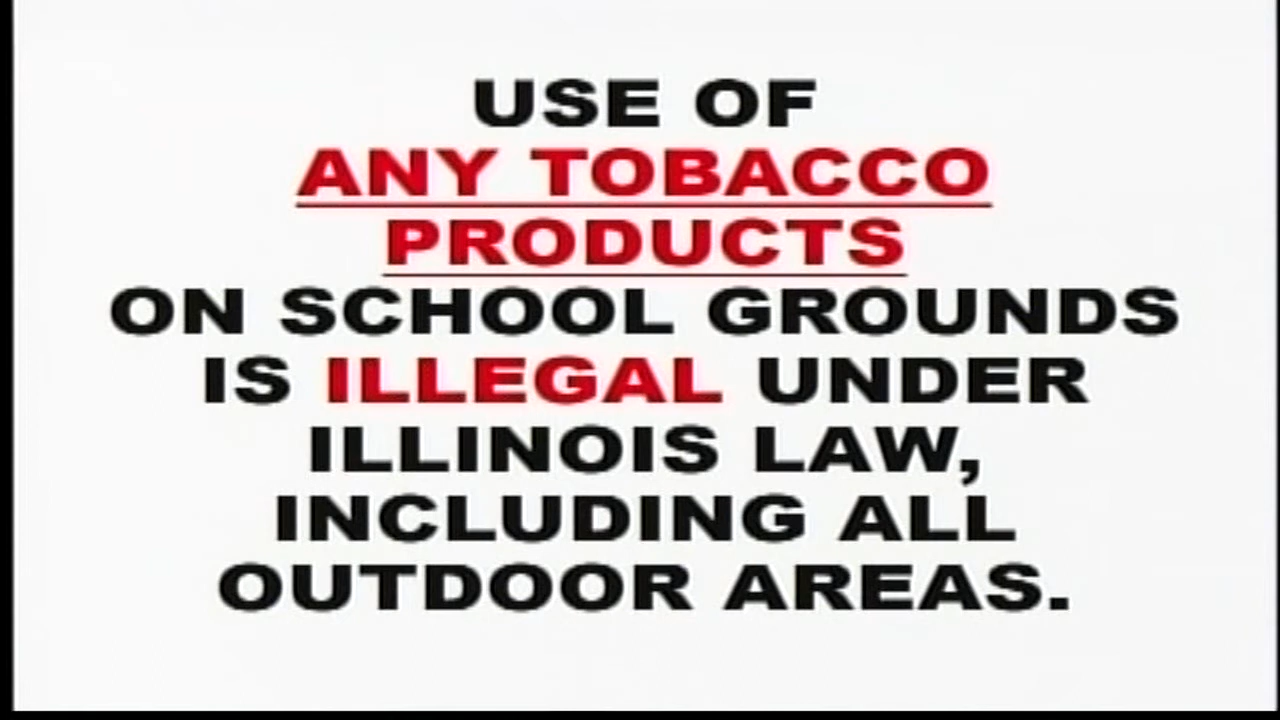 USE OF
ANY TOBACCO
PRODUCTS
ON SCHOOL GROUNDS
IS ILLEGAL UNDER
ILLINOIS LAW,
INCLUDING ALL
OUTDOOR AREAS.